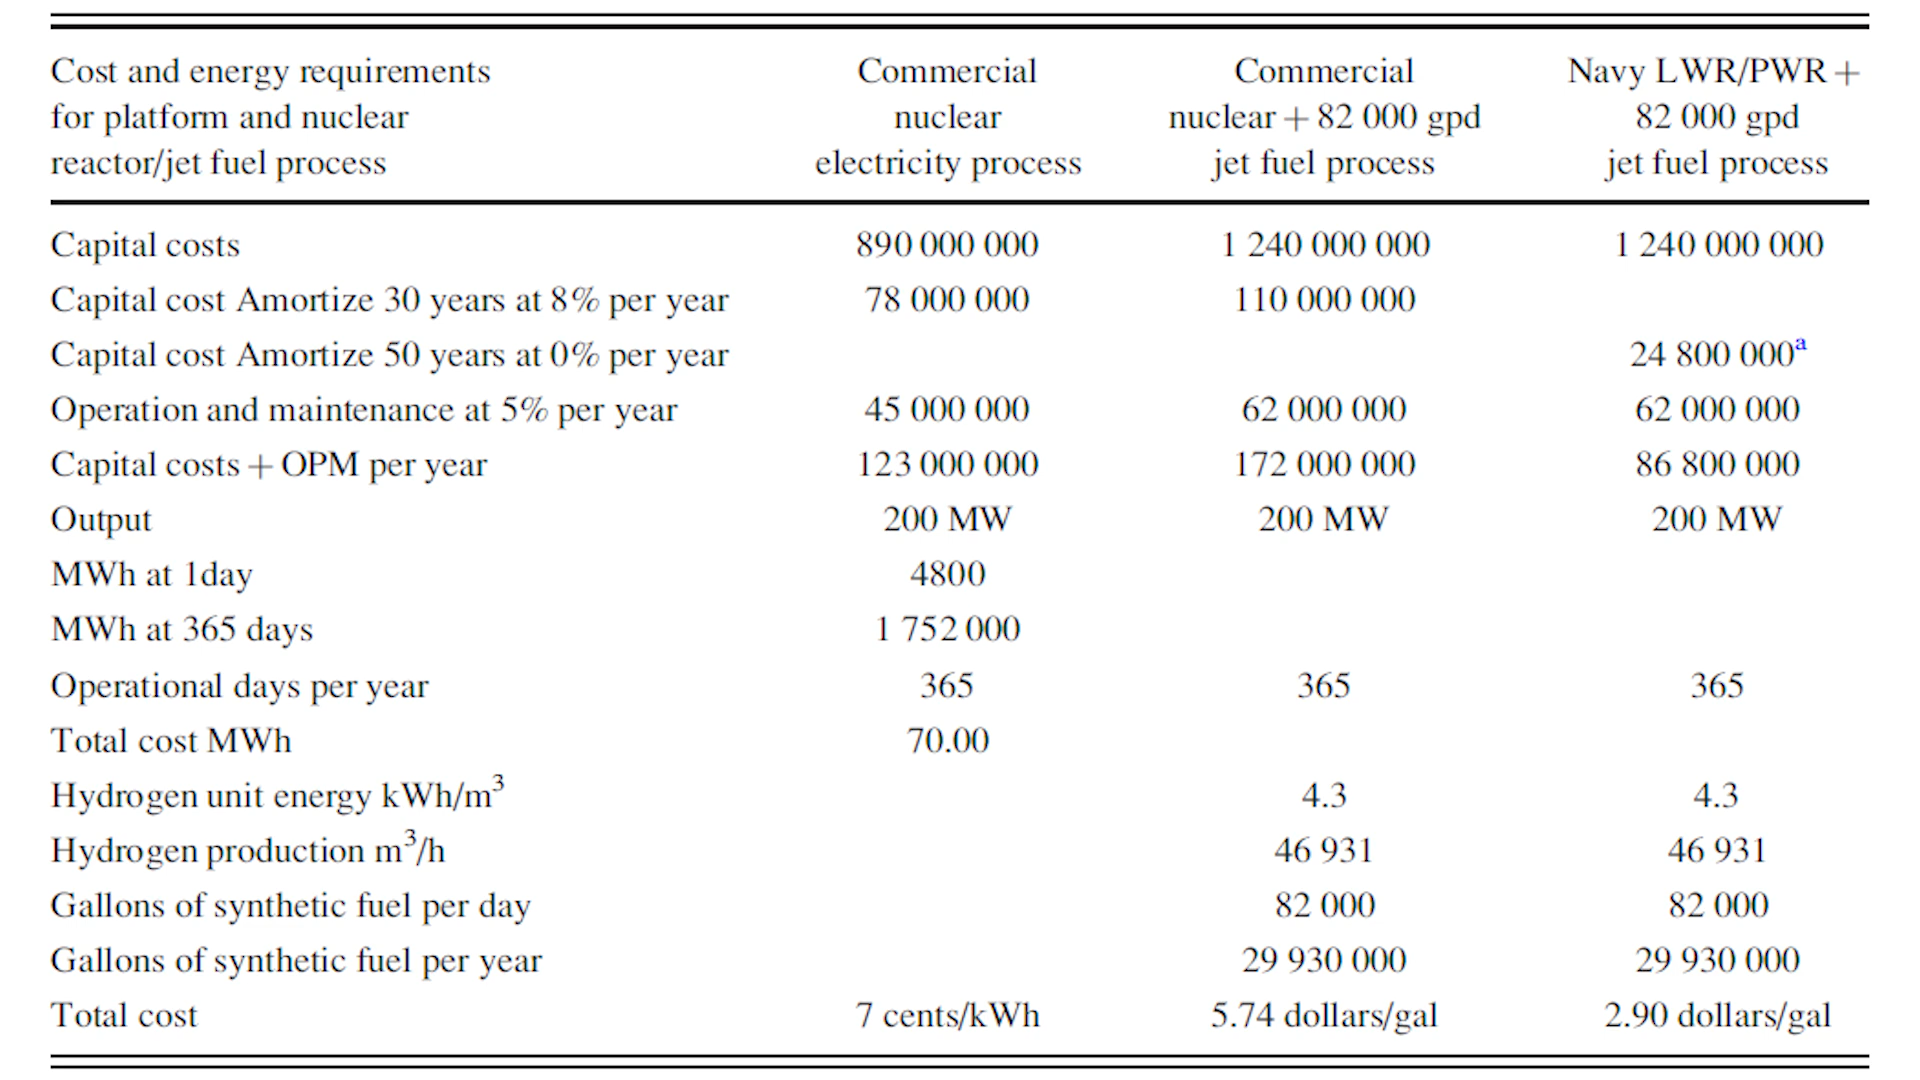 Cost and energy requirements for platform and nuclear reactor/jet fuel process Commercial nuclear electricity process Commercial nuclear + 82 000 gpd jet fuel process Navy LWR/PWR + 82 000 gpd jet fuel process
Capital costs 890 000 000 1 240 000 000 1 240 000 000
Capital cost Amortize 30 years at 8% per year 78 000 000 110 000 000
Capital cost Amortize 50 years at 0% per year 24 800 000a
Operation and maintenance at 5% per year 45 000 000 62 000 000 62 000 000
Capital costs + OPM per year 123 000 000 172 000 000 86 800 000
Output 200 MW 200 MW 200 MW
MWh at 1day 4800
MWh at 365 days 1 752 000
Operational days per year 365 365 365
Total cost MWh 70.00
Hydrogen unit energy kWh/m³ 4.3 4.3
Hydrogen production m³/h 46 931 46 931
Gallons of synthetic fuel per day 82 000 82 000
Gallons of synthetic fuel per year 29 930 000 29 930 000
Total cost 7 cents/kWh 5.74 dollars/gal 2.90 dollars/gal